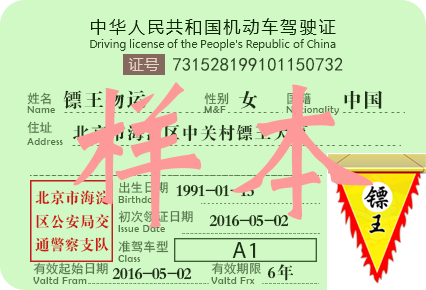 中华人民共和国机动车驾驶证
Driving license of the People's Republic of China
证号 731528199101150732
姓名 镖王物运 性别 女 国籍 中国
Name M&F Nationality
住址 北京市海淀区中关村镖王大厦
Address
样本
出生日期 1991-01-15
Birthday
北京市海淀
区公安局交
通警察支队
初次领证日期 2016-05-02
Issue Date
准驾车型 A1
Class
有效起始日期 2016-05-02 有效期限 6年
Valtd Fram Valtd Frx
镖王